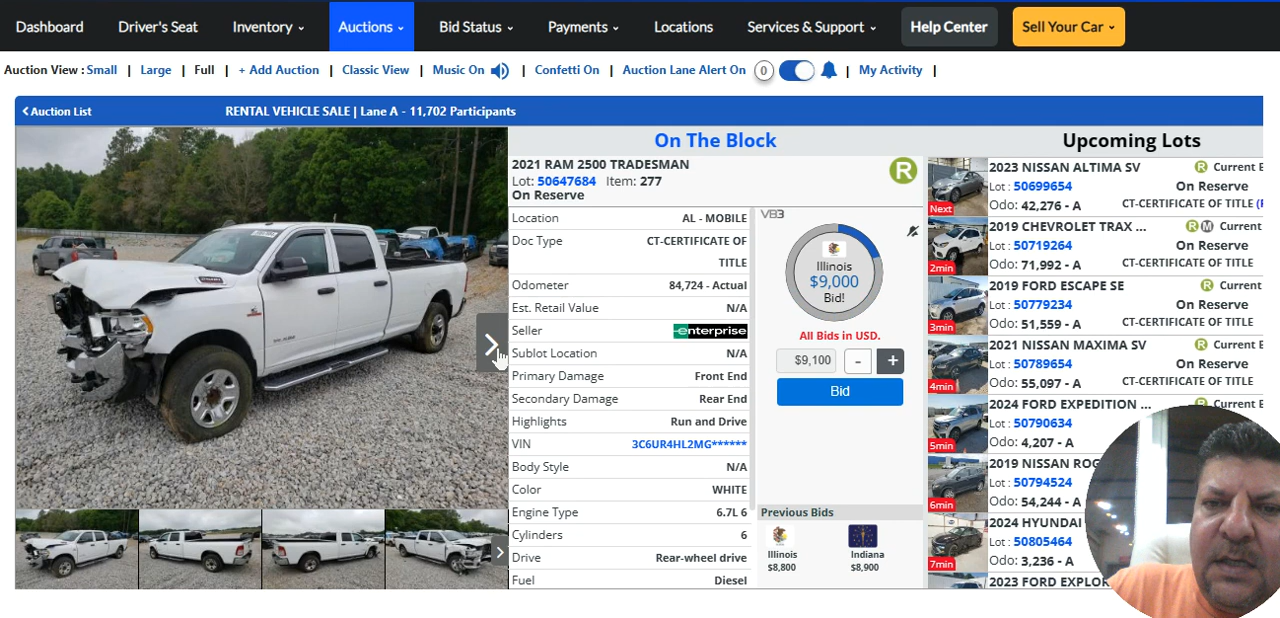 Dashboard Driver's Seat Inventory Auctions Bid Status Payments Locations Services & Support Help Center Sell Your Car
Auction View : Small | Large | Full | + Add Auction | Classic View | Music On | Confetti On | Auction Lane Alert On 0 | My Activity |
Auction List RENTAL VEHICLE SALE | Lane A - 11,702 Participants
On The Block
2021 RAM 2500 TRADESMAN
Lot: 50647684 Item: 277
On Reserve
R
Location AL - MOBILE
Doc Type CT-CERTIFICATE OF
TITLE
Odometer 84,724 - Actual
Est. Retail Value N/A
Seller enterprise
Sublot Location N/A
Primary Damage Front End
Secondary Damage Rear End
Highlights Run and Drive
VIN 3C6UR4HL2MG******
Body Style N/A
Color WHITE
Engine Type 6.7L 6
Cylinders 6
Drive Rear-wheel drive
Fuel Diesel
VB3
Illinois
$9,000
Bid!
All Bids in USD.
$9,100 - +
Bid
Previous Bids
Illinois
$8,800
Indiana
$8,900
Upcoming Lots
2023 NISSAN ALTIMA SV R Current
Lot : 50699654 On Reserve
Next Odo: 42,276 - A CT-CERTIFICATE OF TITLE
2019 CHEVROLET TRAX ... R M Current
Lot : 50719264 On Reserve
2min Odo: 71,992 - A CT-CERTIFICATE OF TITLE
2019 FORD ESCAPE SE R Current
Lot : 50779234 On Reserve
3min Odo: 51,559 - A CT-CERTIFICATE OF TITLE
2021 NISSAN MAXIMA SV R Current
Lot : 50789654 On Reserve
4min Odo: 55,097 - A CT-CERTIFICATE OF TITLE
2024 FORD EXPEDITION ... Current
Lot : 50790634
5min Odo: 4,207 - A
2019 NISSAN
Lot : 50794524
6min Odo: 54,244 - A
2024 HYUNDAI
Lot : 50805464
7min Odo: 3,236 - A
2023 FORD